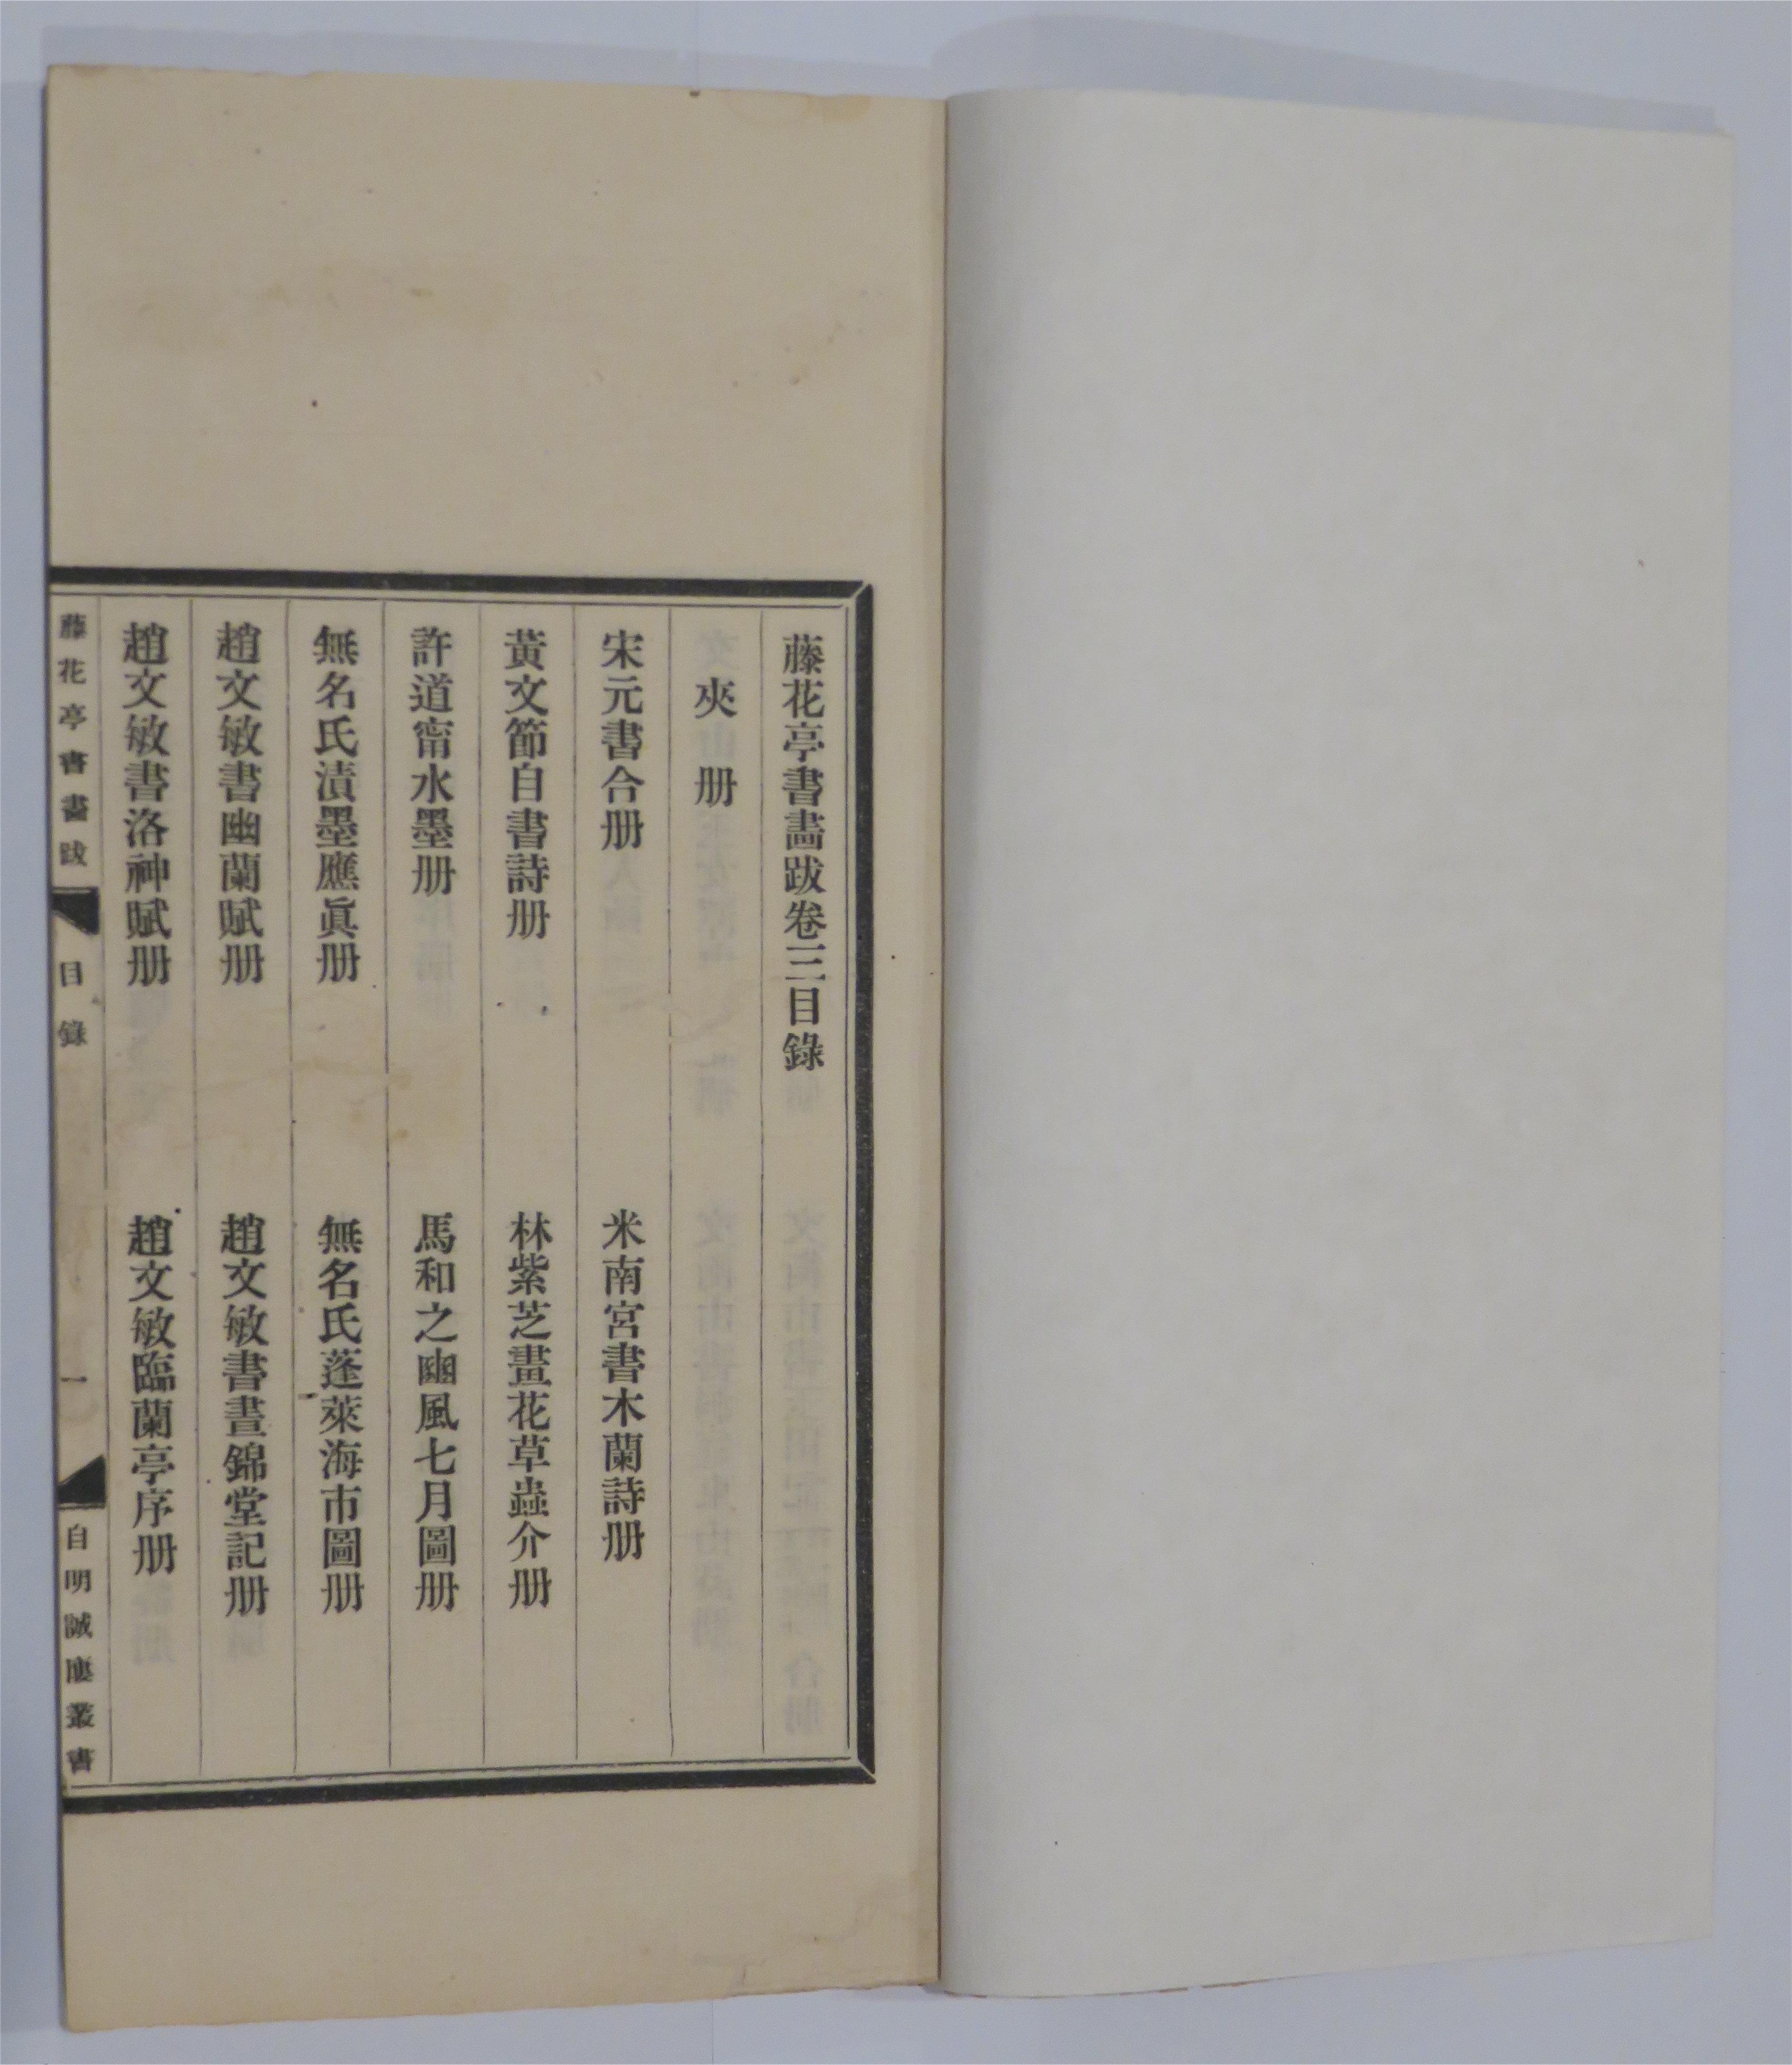 藤花亭書畵跋卷三目錄
夾册
宋元書合册
米南宮書木蘭詩册
黃文節自書詩册
林紫芝畫花草蟲介册
許道甯水墨册
馬和之豳風七月圖册
無名氏漬墨應眞册
無名氏蓬萊海市圖册
趙文敏書幽蘭賦册
趙文敏書晝錦堂記册
趙文敏書洛神賦册
趙文敏臨蘭亭序册
藤花亭書畵跋
目錄
一
自明誠廔叢書